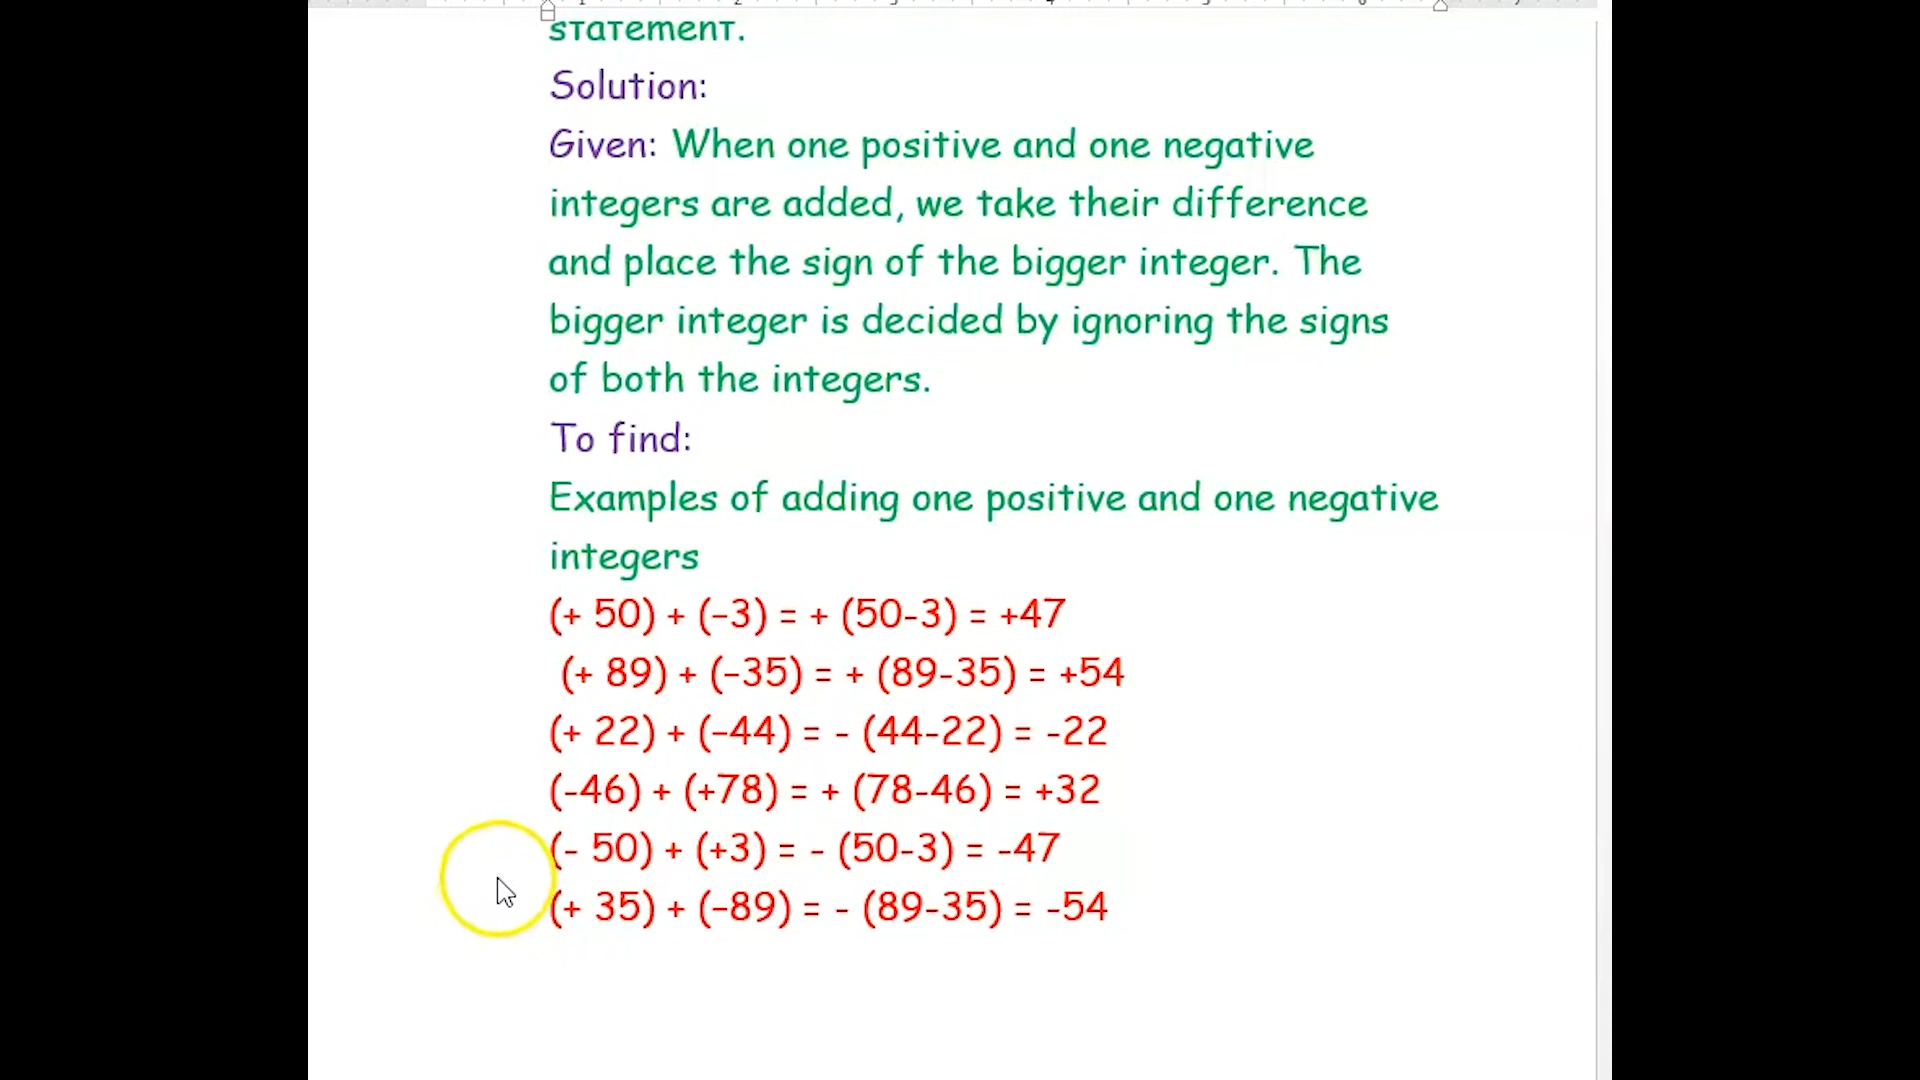 statement.
Solution:
Given: When one positive and one negative
integers are added, we take their difference
and place the sign of the bigger integer. The
bigger integer is decided by ignoring the signs
of both the integers.
To find:
Examples of adding one positive and one negative
integers
(+ 50) + (-3) = + (50-3) = +47
(+ 89) + (-35) = + (89-35) = +54
(+ 22) + (-44) = - (44-22) = -22
(-46) + (+78) = + (78-46) = +32
(- 50) + (+3) = - (50-3) = -47
(+ 35) + (-89) = - (89-35) = -54